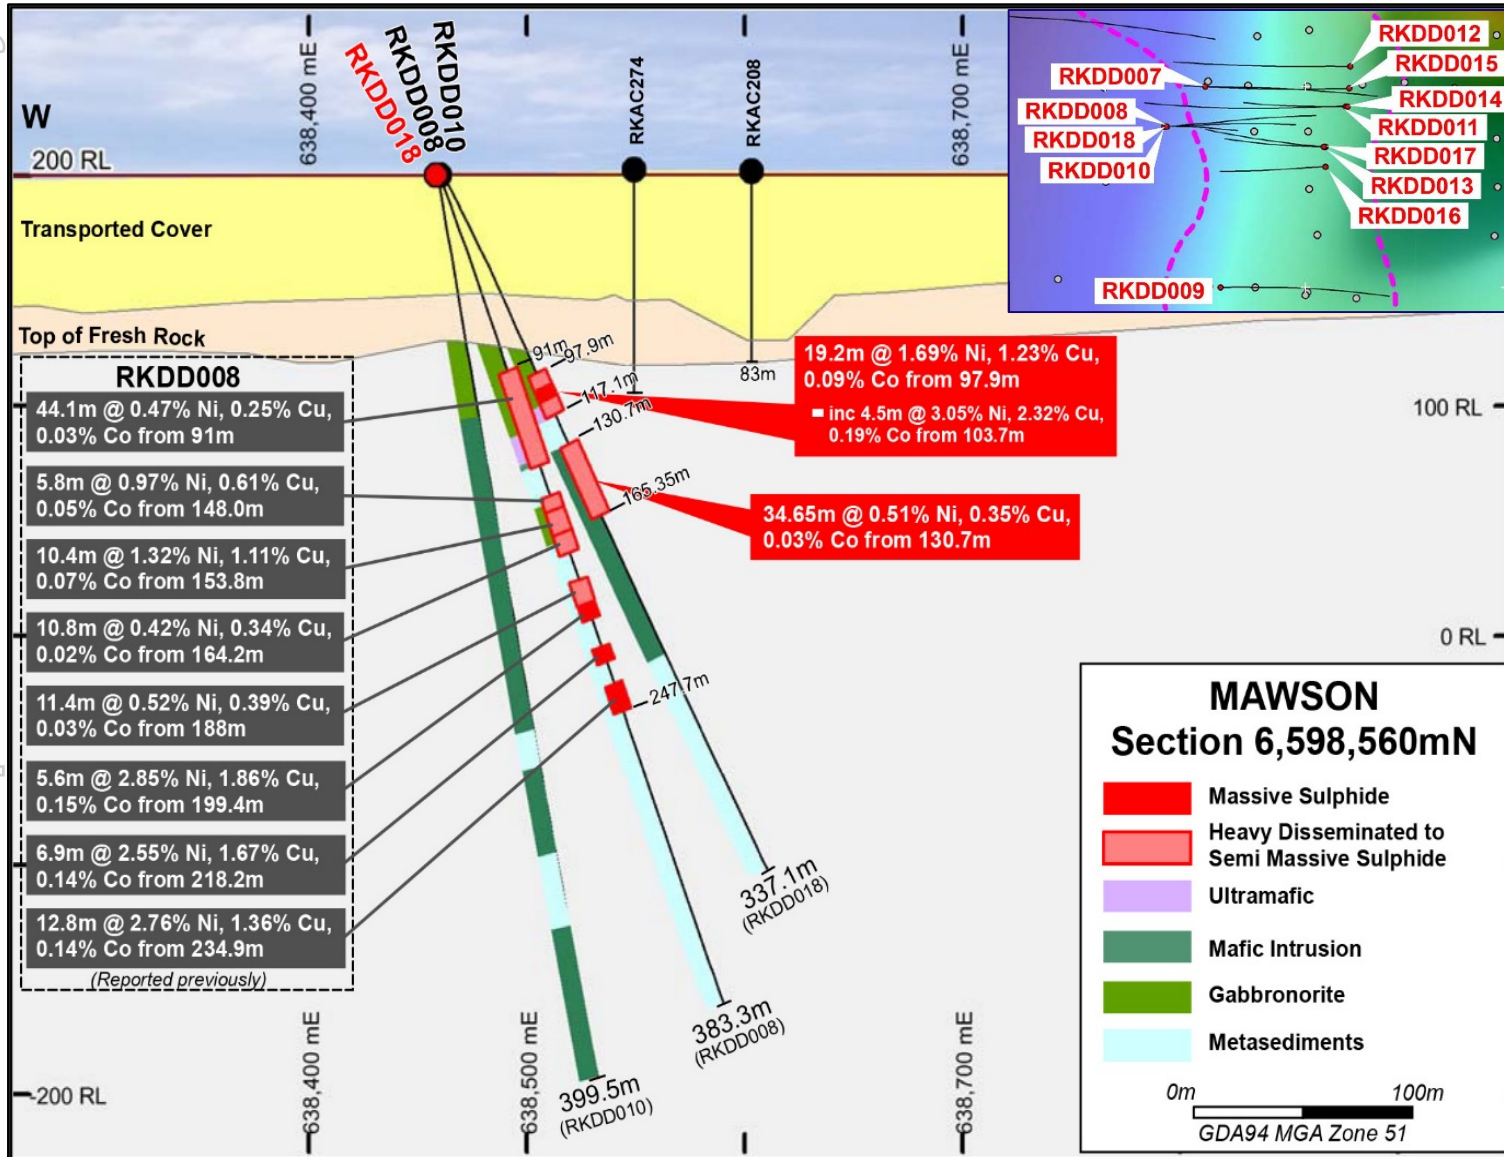 W
200 RL
638,400 mE
RKDD018
RKDD008
RKDD010
RKAC274
RKAC208
638,700 mE
RKDD012
RKDD015
RKDD007
RKDD014
RKDD008
RKDD011
RKDD018
RKDD017
RKDD010
RKDD013
RKDD016
RKDD009
Transported Cover
Top of Fresh Rock
RKDD008
44.1m @ 0.47% Ni, 0.25% Cu,
0.03% Co from 91m
5.8m @ 0.97% Ni, 0.61% Cu,
0.05% Co from 148.0m
10.4m @ 1.32% Ni, 1.11% Cu,
0.07% Co from 153.8m
10.8m @ 0.42% Ni, 0.34% Cu,
0.02% Co from 164.2m
11.4m @ 0.52% Ni, 0.39% Cu,
0.03% Co from 188m
5.6m @ 2.85% Ni, 1.86% Cu,
0.15% Co from 199.4m
6.9m @ 2.55% Ni, 1.67% Cu,
0.14% Co from 218.2m
12.8m @ 2.76% Ni, 1.36% Cu,
0.14% Co from 234.9m
(Reported previously)
91m
97.9m
117.1m
130.7m
165.35m
247.7m
83m
19.2m @ 1.69% Ni, 1.23% Cu,
0.09% Co from 97.9m
inc 4.5m @ 3.05% Ni, 2.32% Cu,
0.19% Co from 103.7m
34.65m @ 0.51% Ni, 0.35% Cu,
0.03% Co from 130.7m
100 RL
0 RL
337.1m
(RKDD018)
383.3m
(RKDD008)
399.5m
(RKDD010)
-200 RL
638,400 mE
638,500 mE
638,700 mE
MAWSON
Section 6,598,560mN
Massive Sulphide
Heavy Disseminated to
Semi Massive Sulphide
Ultramafic
Mafic Intrusion
Gabbronorite
Metasediments
0m
100m
GDA94 MGA Zone 51